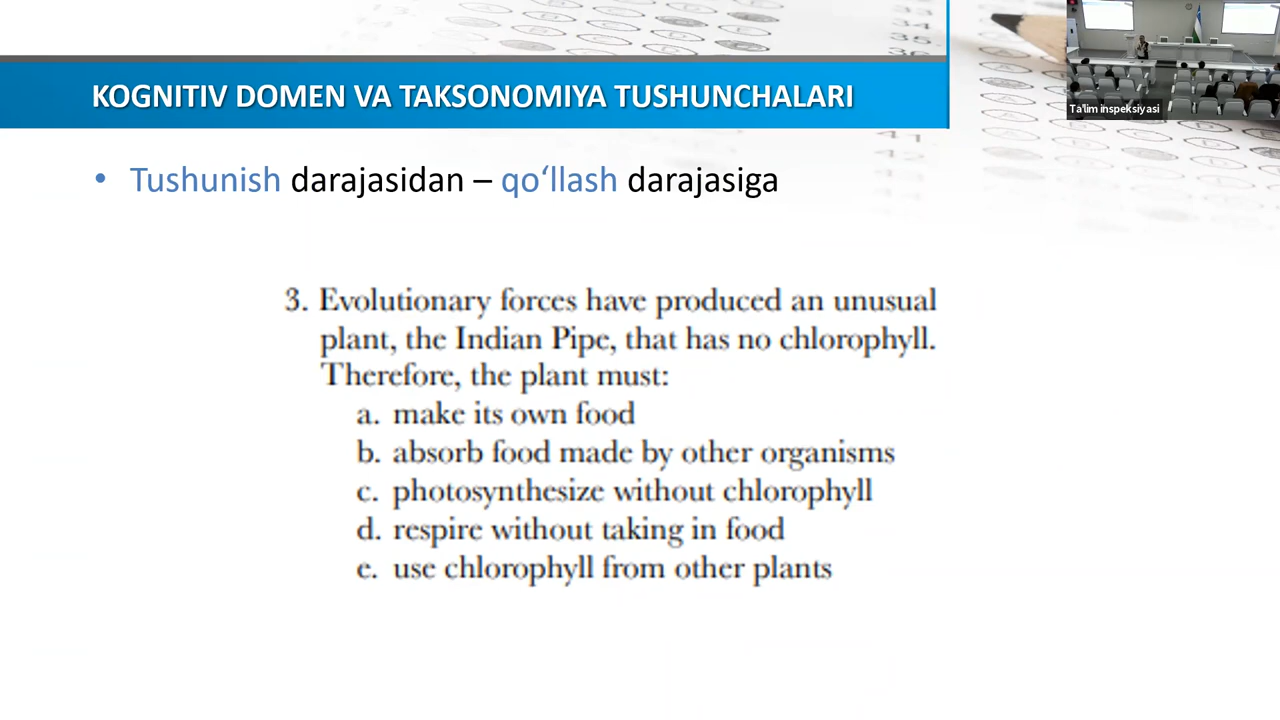 KOGNITIV DOMEN VA TAKSONOMIYA TUSHUNCHALARI
Ta'lim inspeksiyasi
• Tushunish darajasidan – qo‘llash darajasiga
3. Evolutionary forces have produced an unusual
plant, the Indian Pipe, that has no chlorophyll.
Therefore, the plant must:
a. make its own food
b. absorb food made by other organisms
c. photosynthesize without chlorophyll
d. respire without taking in food
e. use chlorophyll from other plants